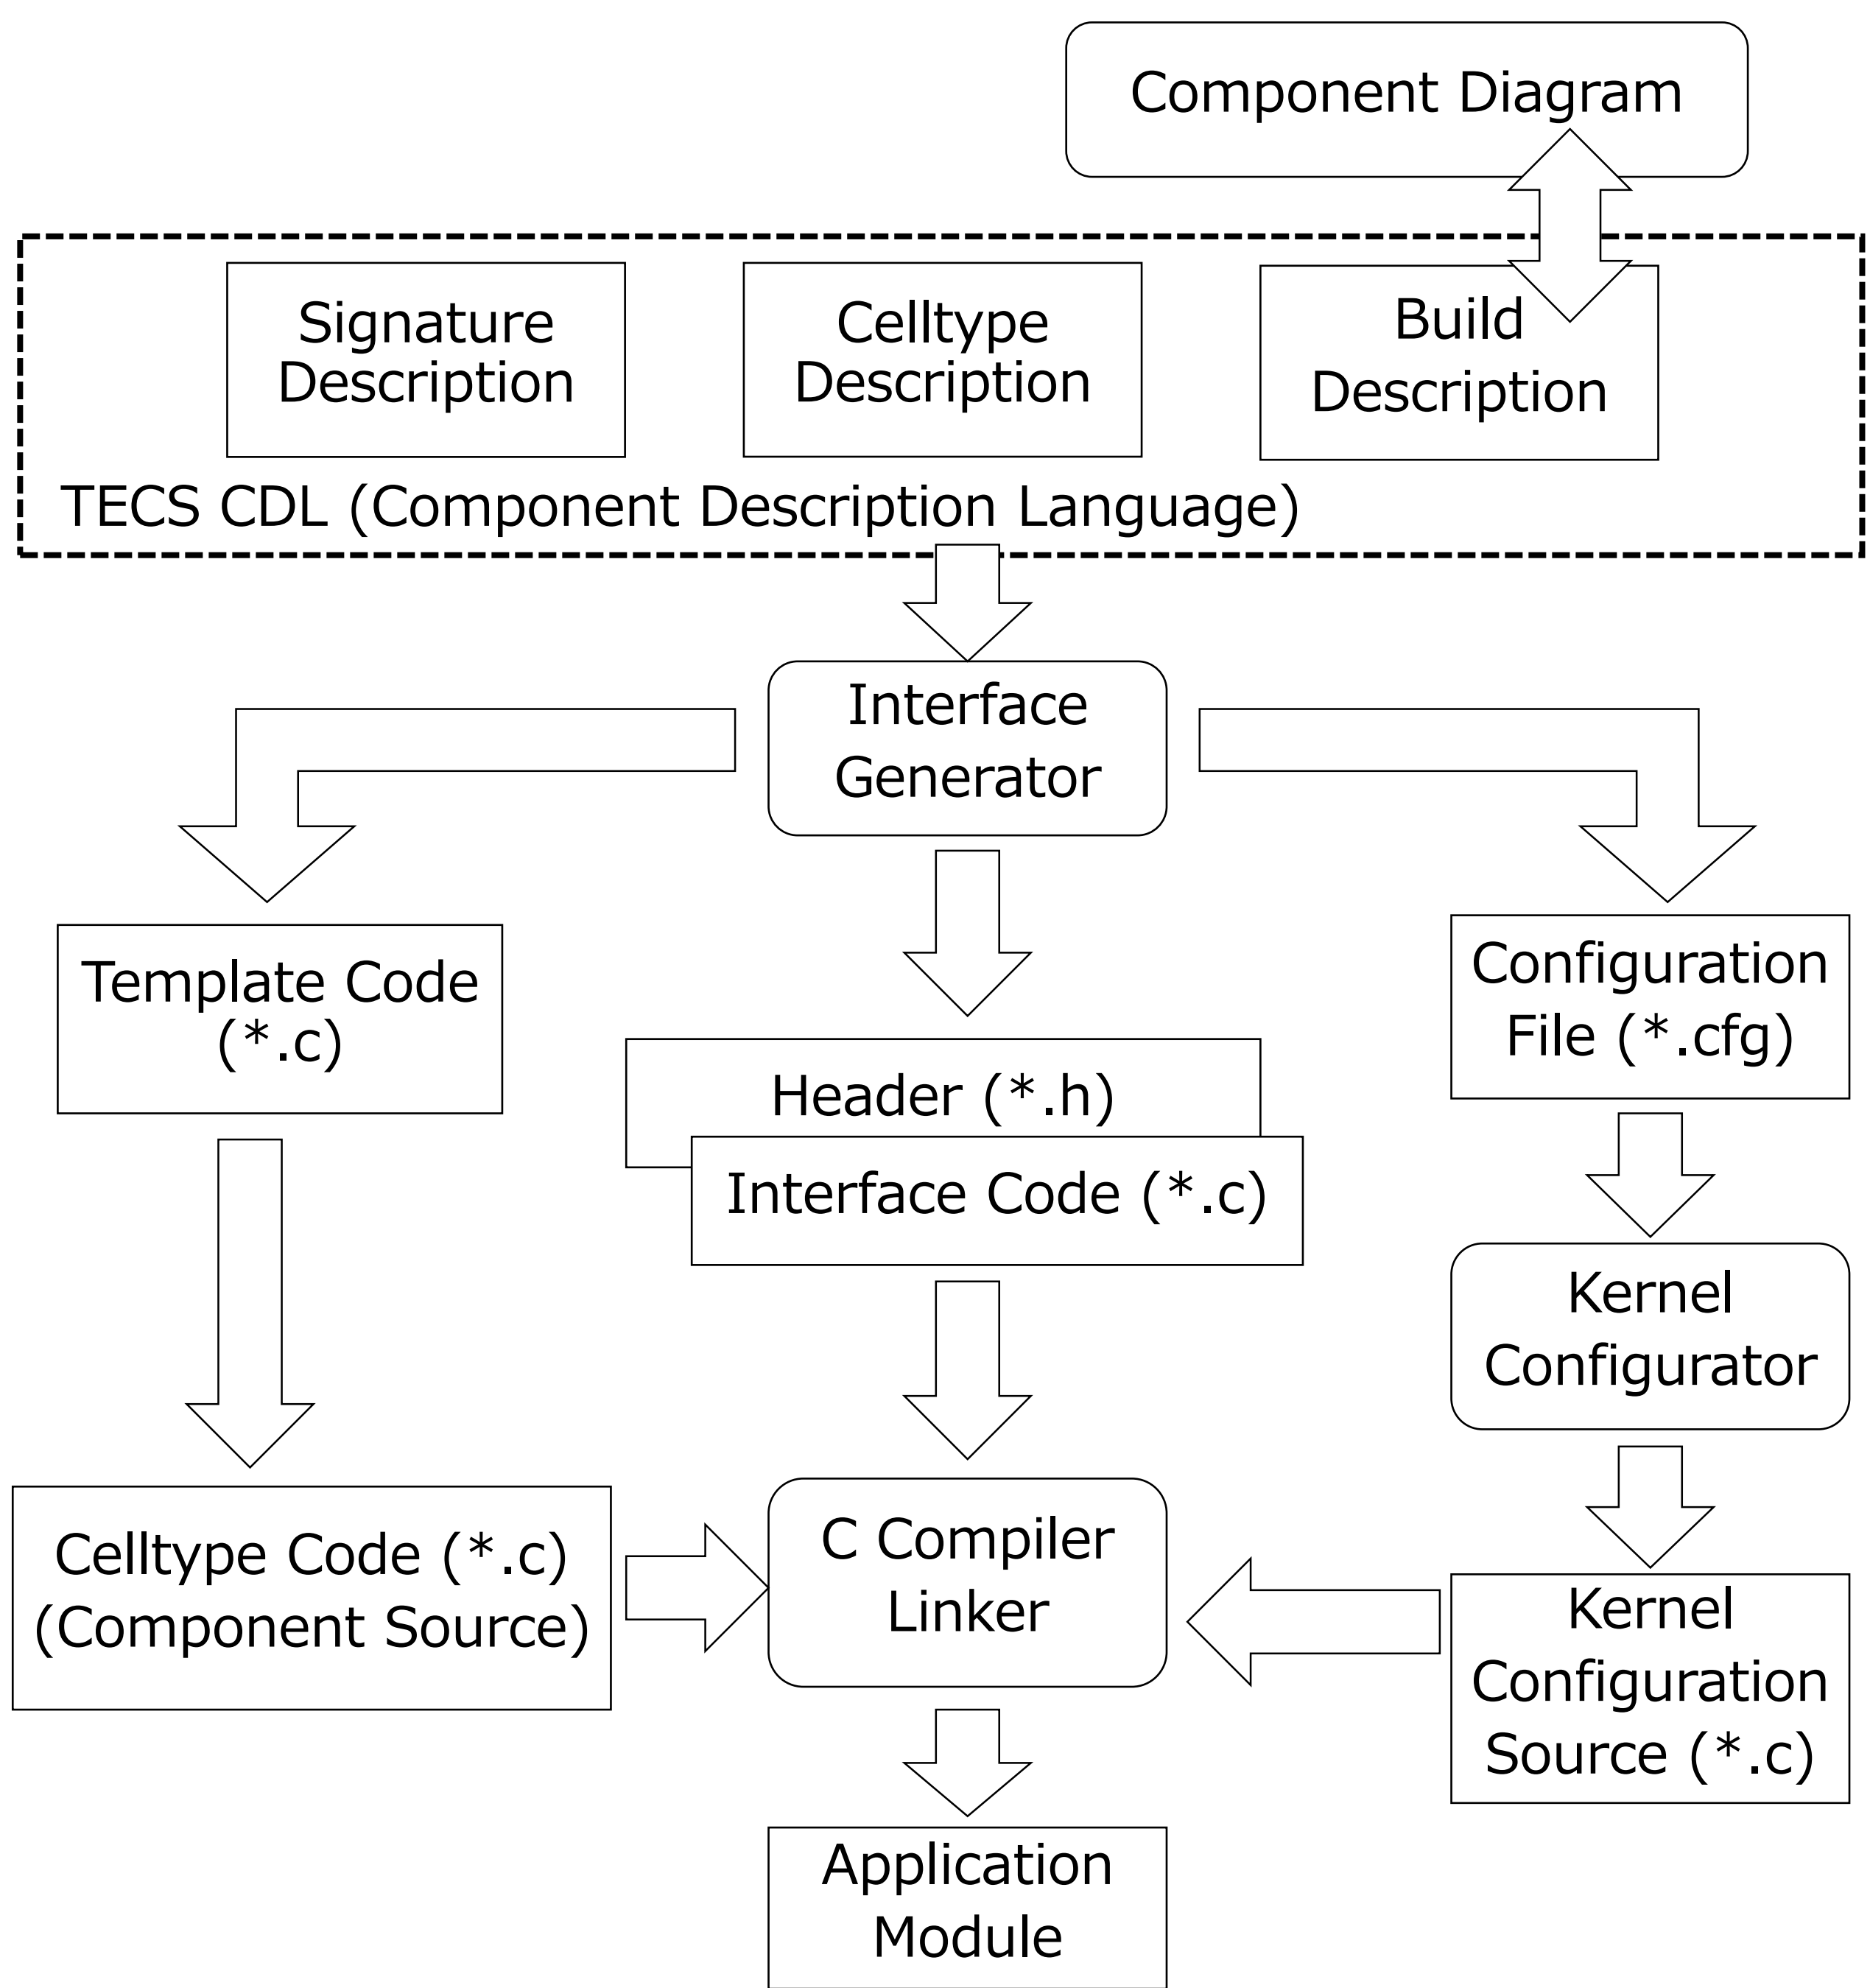 Component Diagram
Signature
Description
Celltype
Description
Build
Description
TECS CDL (Component Description Language)
Interface
Generator
Template Code
(*.c)
Header (*.h)
Interface Code (*.c)
Configuration
File (*.cfg)
Kernel
Configurator
Celltype Code (*.c)
(Component Source)
C Compiler
Linker
Kernel
Configuration
Source (*.c)
Application
Module